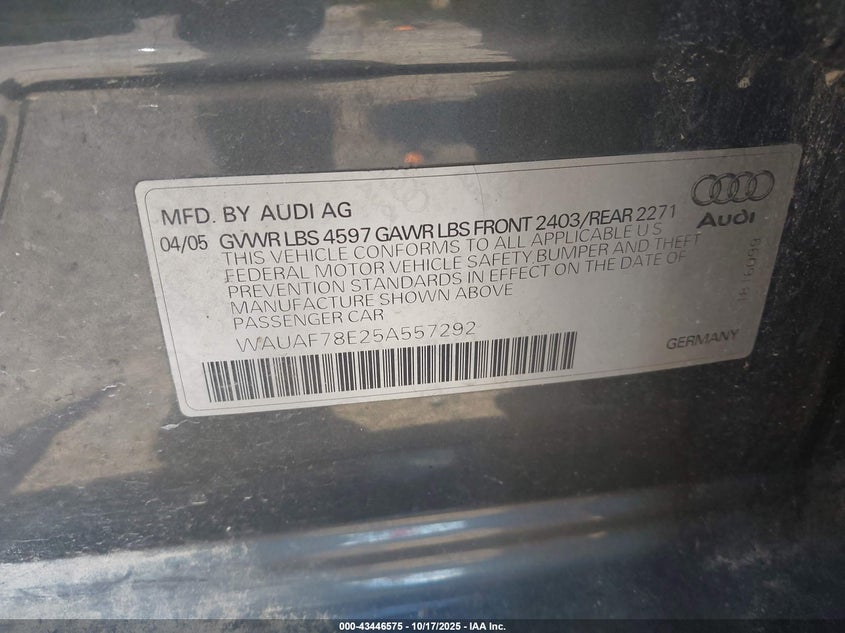 MFD. BY AUDI AG
04/05 GVWR LBS 4597 GAWR LBS FRONT 2403/REAR 2271
THIS VEHICLE CONFORMS TO ALL APPLICABLE U S
FEDERAL MOTOR VEHICLE SAFETY, BUMPER AND THEFT
PREVENTION STANDARDS IN EFFECT ON THE DATE OF
MANUFACTURE SHOWN ABOVE
PASSENGER CAR
WAUAF78E25A557292
Audi
1816099
GERMANY
000-43446575 - 10/17/2025 - IAA Inc.